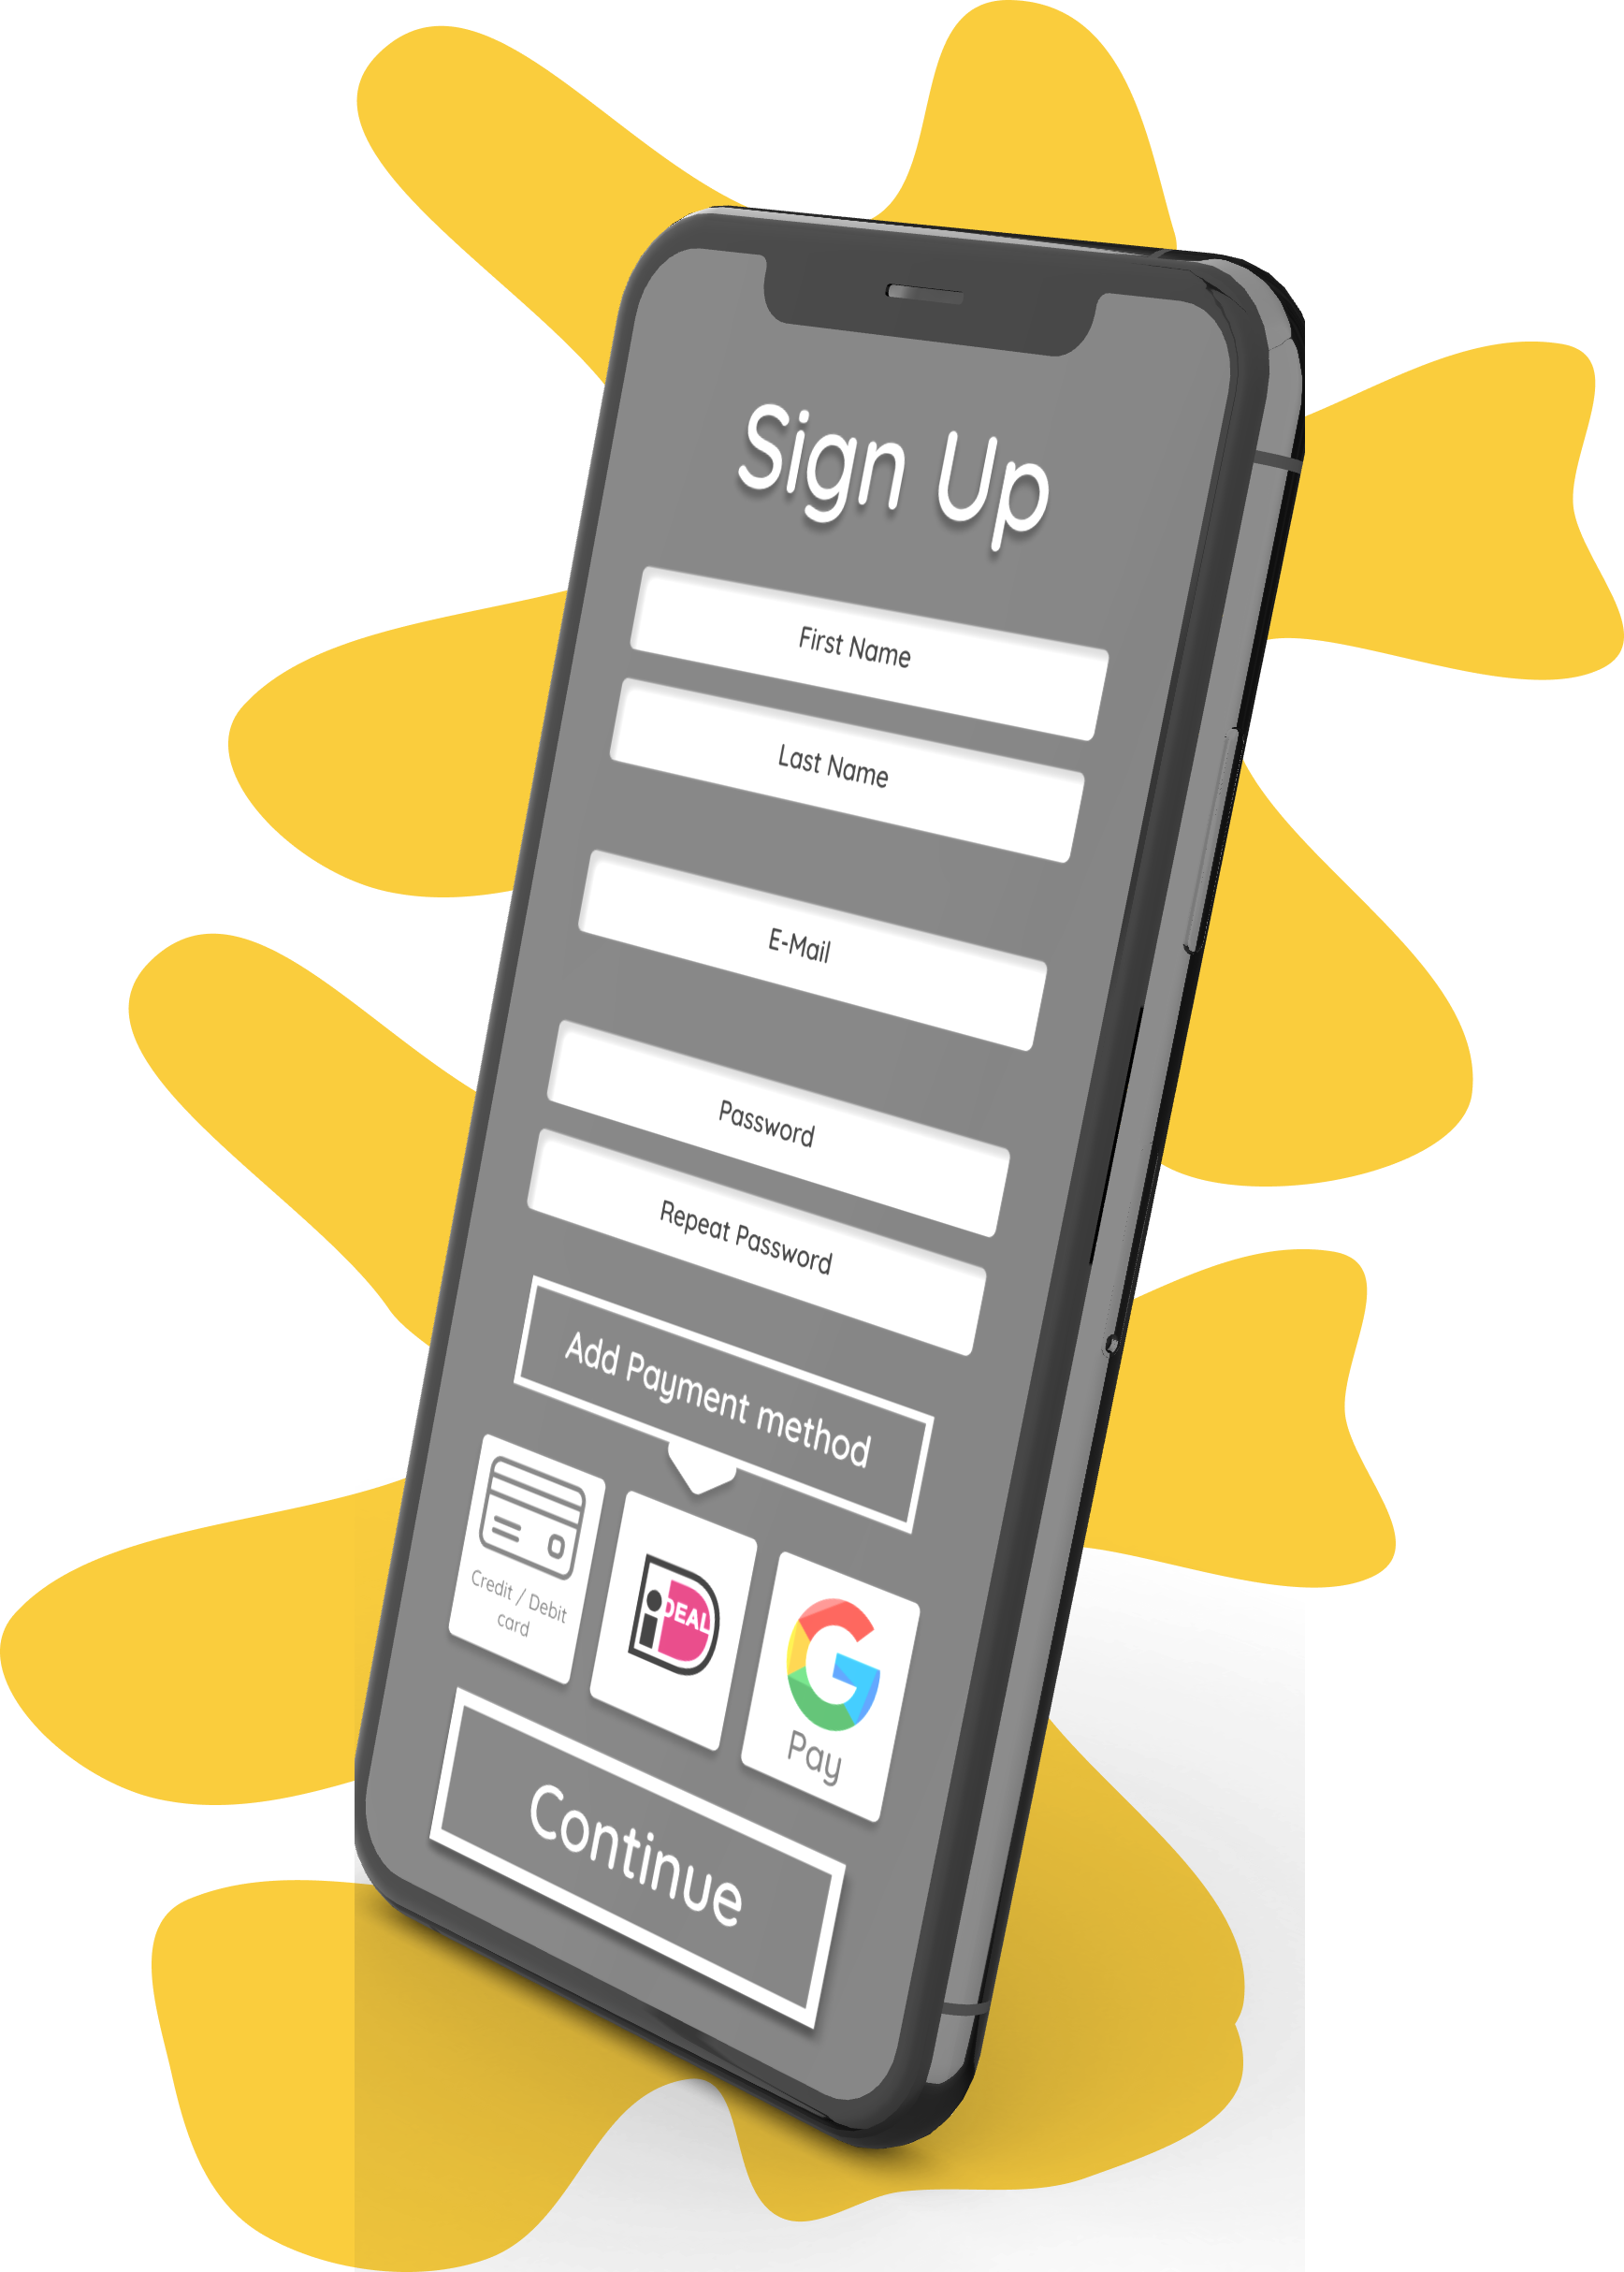 Sign Up
First Name
Last Name
E-Mail
Password
Repeat Password
Add Payment method
Credit / Debit
card
iDEAL
G
Pay
Continue